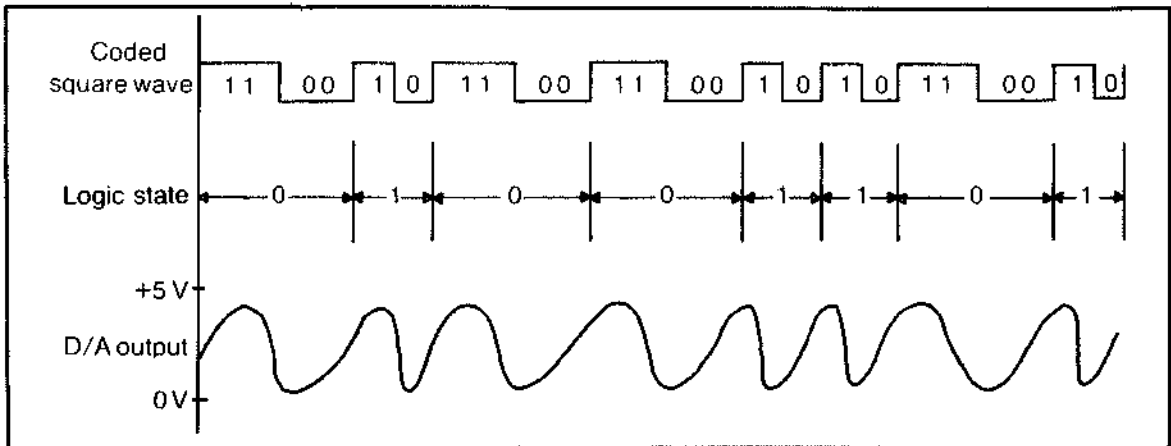 Coded
square wave
11 00 1 0 11 00 11 00 1 0 1 0 11 00 1 0
Logic state
0 1 0 0 1 1 0 1
+5 V
D/A output
0 V